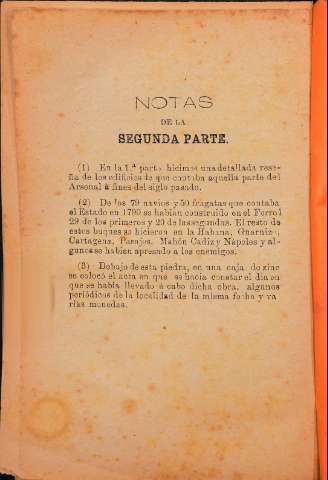 NOTAS
DE LA
SEGUNDA PARTE.
(1) En la 1.ª parte hicimos una detallada rese-
ña de los edificios de que contaba aquella parte del
Arsenal á fines del siglo pasado.
(2) De los 79 navíos y 50 fragatas que contaba
el Estado en 1790 se habían construido en el Ferrol
29 de los primeros y 20 de las segundas. El resto de
estos buques se hicieron en la Habana, Guarnizo,
Cartagena, Pasajes, Mahón Cadiz y Nápoles y al-
gunos se habían apresado a los enemigos.
(3) Debajo de esta piedra, en una caja de zinc
se colocó el acta en que se hacía constar el dia en
que se había llevado á cabo dicha obra, algunos
periódicos de la localidad de la misma fecha y va
rias monedas.